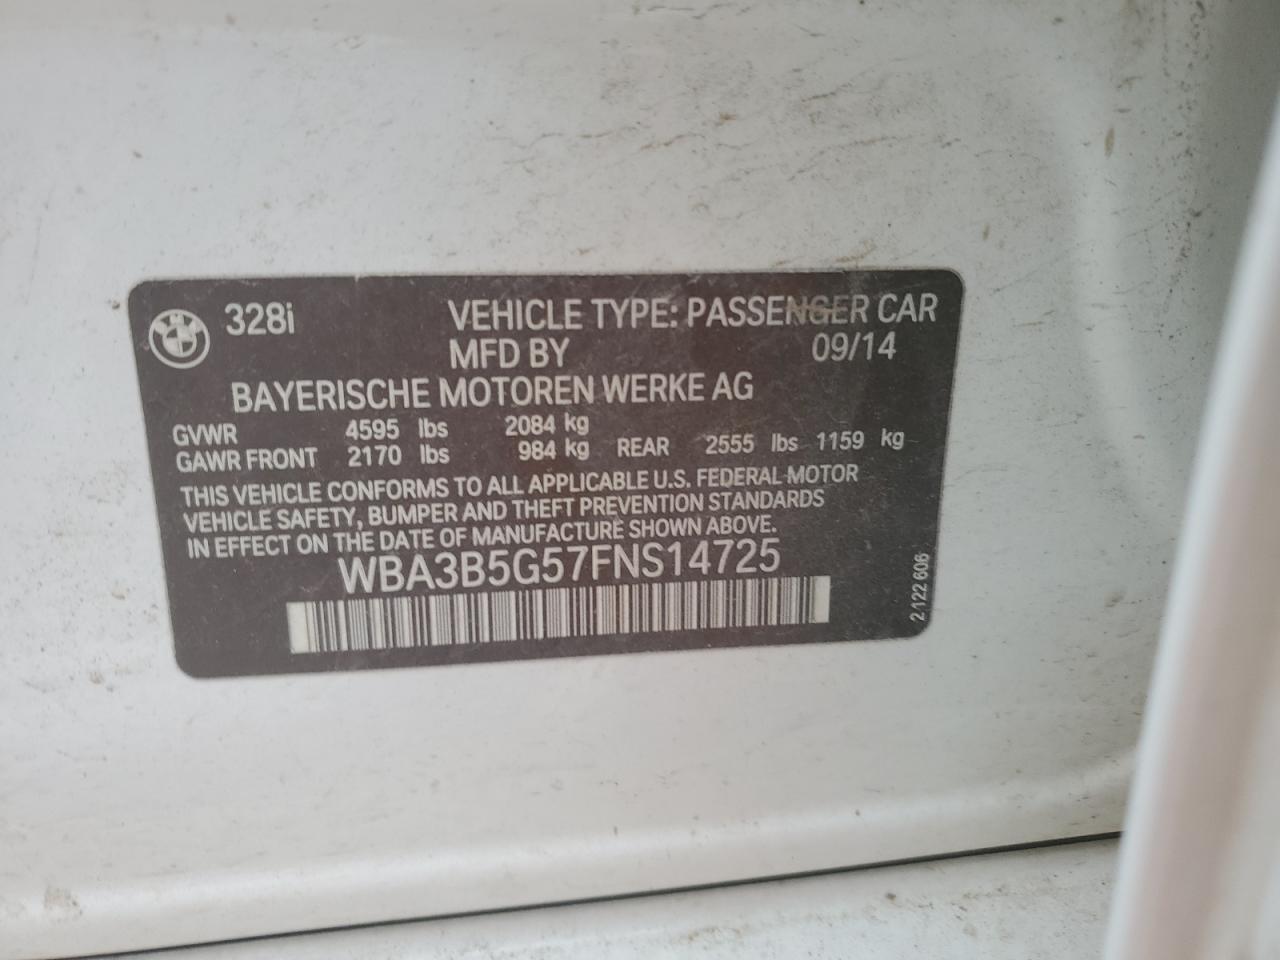 328i VEHICLE TYPE: PASSENGER CAR
MFD BY 09/14
BAYERISCHE MOTOREN WERKE AG
GVWR 4595 lbs 2084 kg
GAWR FRONT 2170 lbs 984 kg REAR 2555 lbs 1159 kg
THIS VEHICLE CONFORMS TO ALL APPLICABLE U.S. FEDERAL MOTOR
VEHICLE SAFETY, BUMPER AND THEFT PREVENTION STANDARDS
IN EFFECT ON THE DATE OF MANUFACTURE SHOWN ABOVE.
WBA3B5G57FNS14725
2 122 606